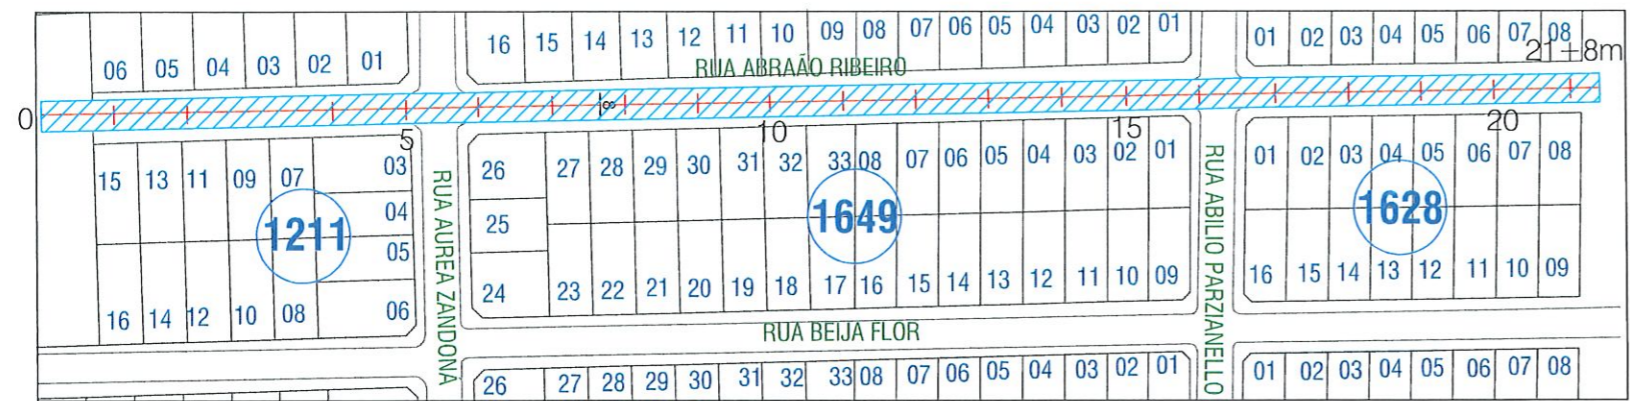 16 15 14 13 12 11 10 09 08 07 06 05 04 03 02 01
01 02 03 04 05 06 07 08
06 05 04 03 02 01
RUA ABRAÃO RIBEIRO
21+8m
0
5
10
15
20
15 13 11 09 07 03
04
05
16 14 12 10 08 06
1211
RUA AUREA ZANDONÁ
26 27 28 29 30 31 32 33 08 07 06 05 04 03 02 01
25
24 23 22 21 20 19 18 17 16 15 14 13 12 11 10 09
1649
RUA ABILIO PARZIANELLO
01 02 03 04 05 06 07 08
16 15 14 13 12 11 10 09
1628
RUA BEIJA FLOR
26 27 28 29 30 31 32 33 08 07 06 05 04 03 02 01
01 02 03 04 05 06 07 08